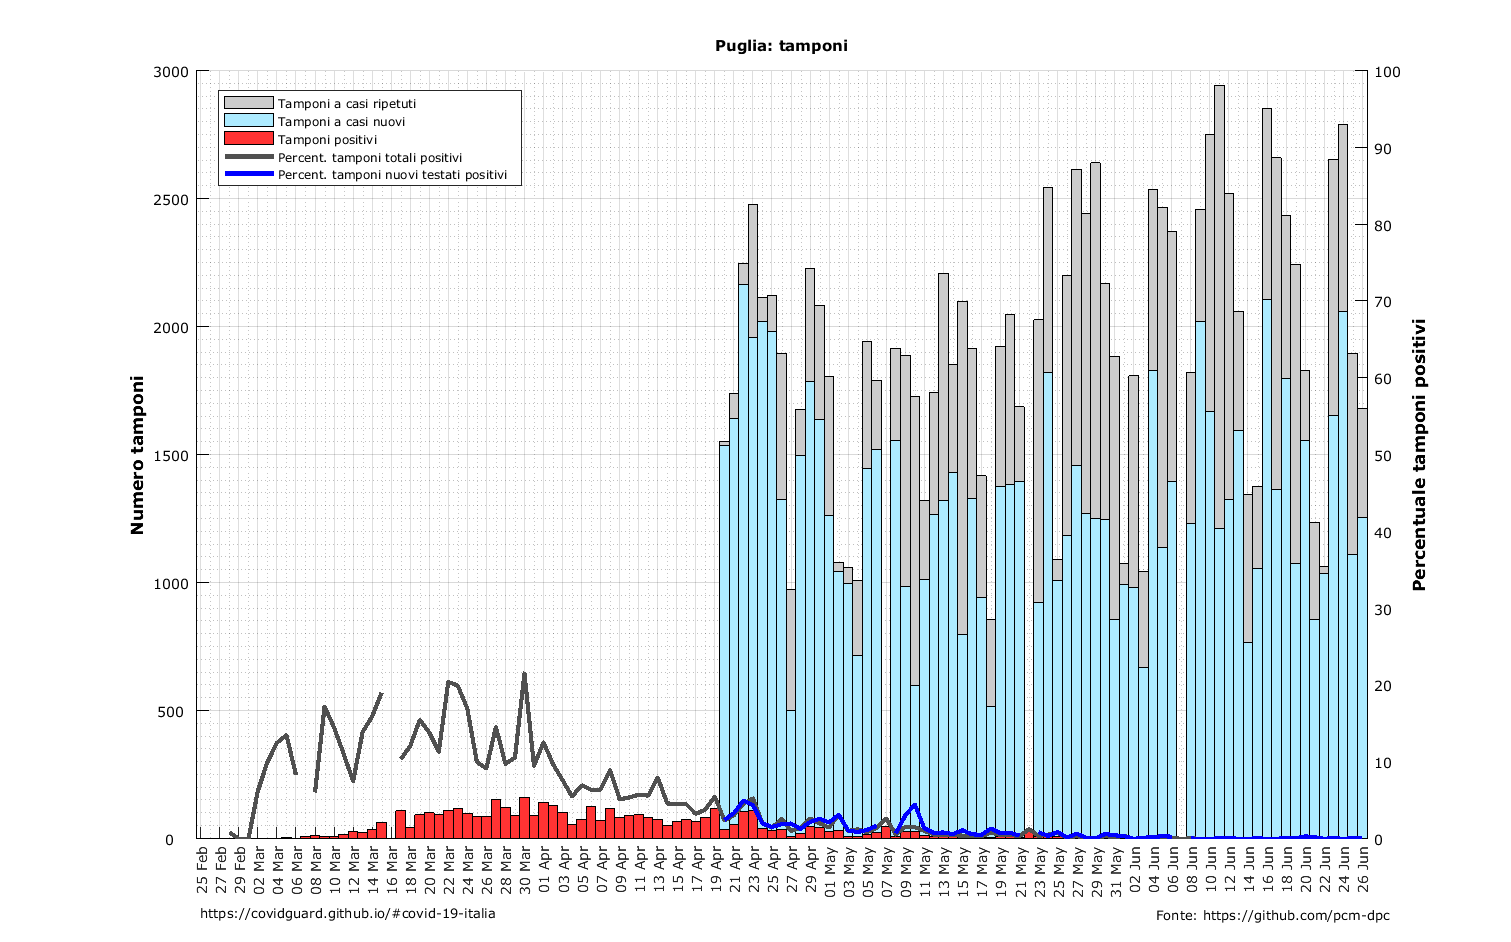 Puglia: tamponi
Tamponi a casi ripetuti
Tamponi a casi nuovi
Tamponi positivi
Percent. tamponi totali positivi
Percent. tamponi nuovi testati positivi
Numero tamponi
3000
2500
2000
1500
1000
500
0
Percentuale tamponi positivi
100
90
80
70
60
50
40
30
20
10
0
25 Feb
27 Feb
29 Feb
02 Mar
04 Mar
06 Mar
08 Mar
10 Mar
12 Mar
14 Mar
16 Mar
18 Mar
20 Mar
22 Mar
24 Mar
26 Mar
28 Mar
30 Mar
01 Apr
03 Apr
05 Apr
07 Apr
09 Apr
11 Apr
13 Apr
15 Apr
17 Apr
19 Apr
21 Apr
23 Apr
25 Apr
27 Apr
29 Apr
01 May
03 May
05 May
07 May
09 May
11 May
13 May
15 May
17 May
19 May
21 May
23 May
25 May
27 May
29 May
31 May
02 Jun
04 Jun
06 Jun
08 Jun
10 Jun
12 Jun
14 Jun
16 Jun
18 Jun
20 Jun
22 Jun
24 Jun
26 Jun
https://covidguard.github.io/#covid-19-italia
Fonte: https://github.com/pcm-dpc